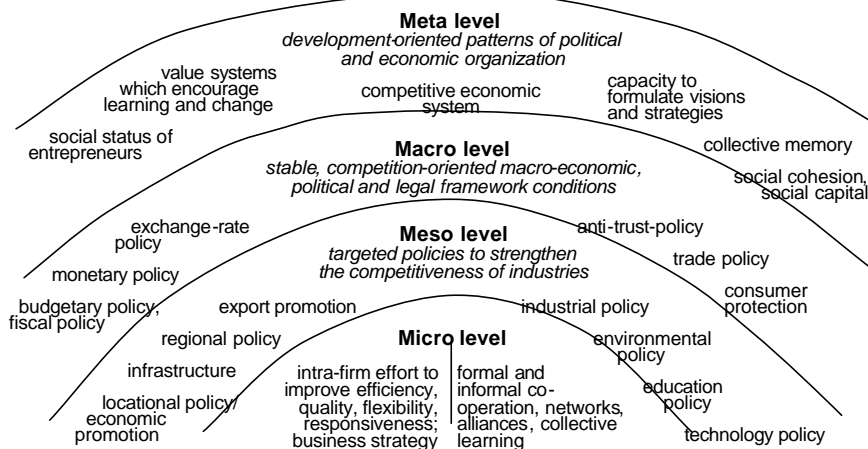 Meta level
development-oriented patterns of political
and economic organization
value systems
which encourage
learning and change
competitive economic
system
capacity to
formulate visions
and strategies
social status of
entrepreneurs
collective memory
social cohesion,
social capital
Macro level
stable, competition-oriented macro-economic,
political and legal framework conditions
exchange-rate
policy
monetary policy
budgetary policy,
fiscal policy
anti-trust-policy
trade policy
consumer
protection
Meso level
targeted policies to strengthen
the competitiveness of industries
export promotion
regional policy
infrastructure
locational policy/
economic
promotion
industrial policy
environmental
policy
education
policy
technology policy
Micro level
intra-firm effort to
improve efficiency,
quality, flexibility,
responsiveness;
business strategy
formal and
informal co-
operation, networks,
alliances, collective
learning